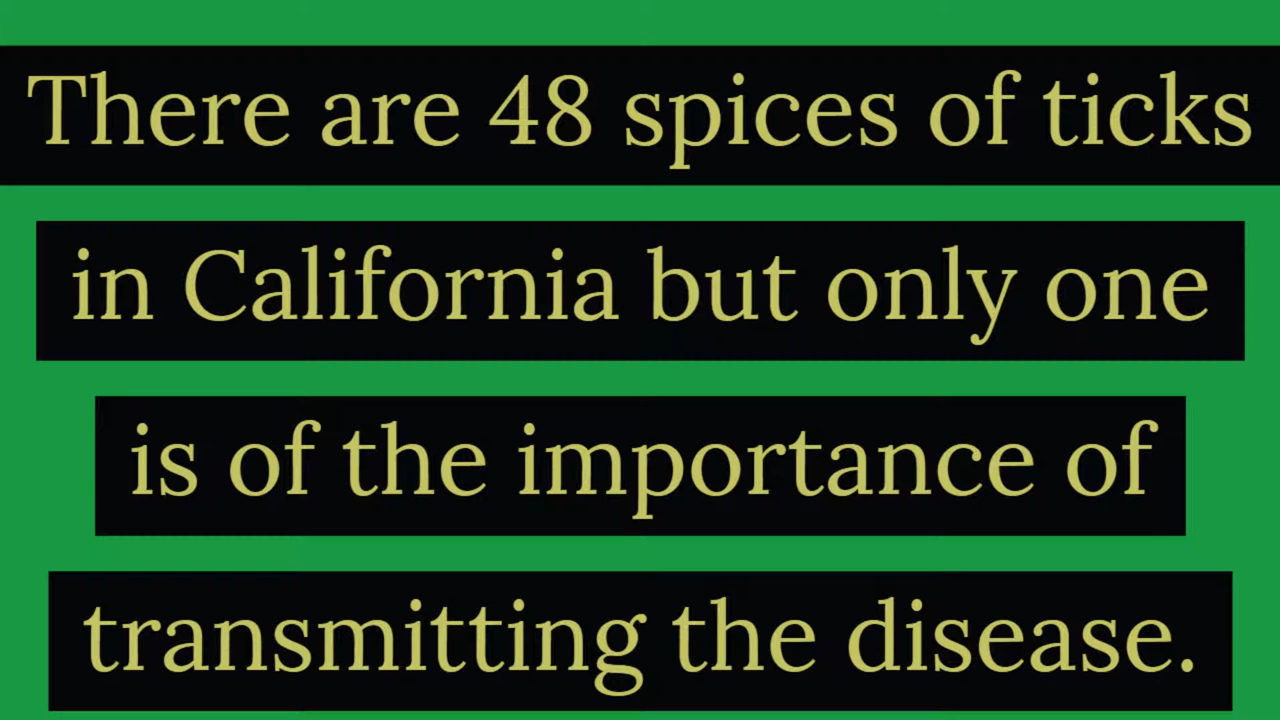 There are 48 spices of ticks
in California but only one
is of the importance of
transmitting the disease.